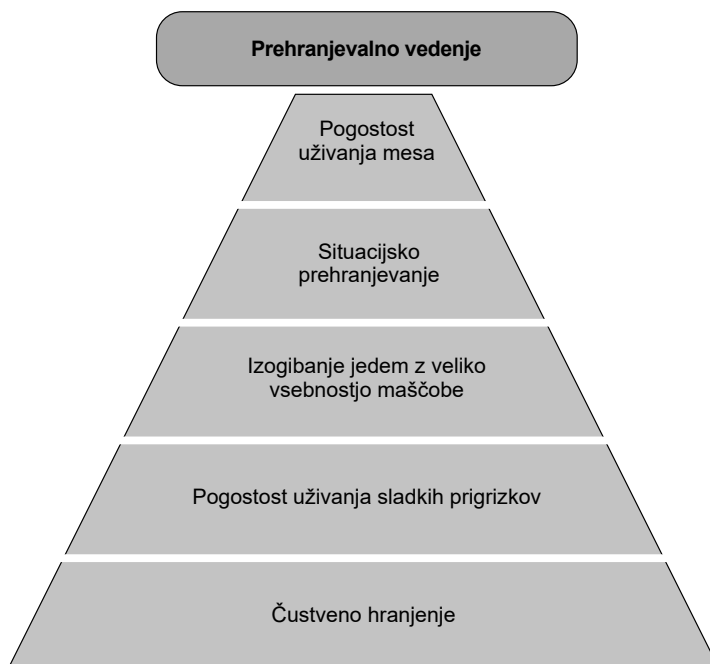 Prehranjevalno vedenje
Pogostost
uživanja mesa
Situacijsko
prehranjevanje
Izogibanje jedem z veliko
vsebnostjo maščobe
Pogostost uživanja sladkih prigrizkov
Čustveno hranjenje